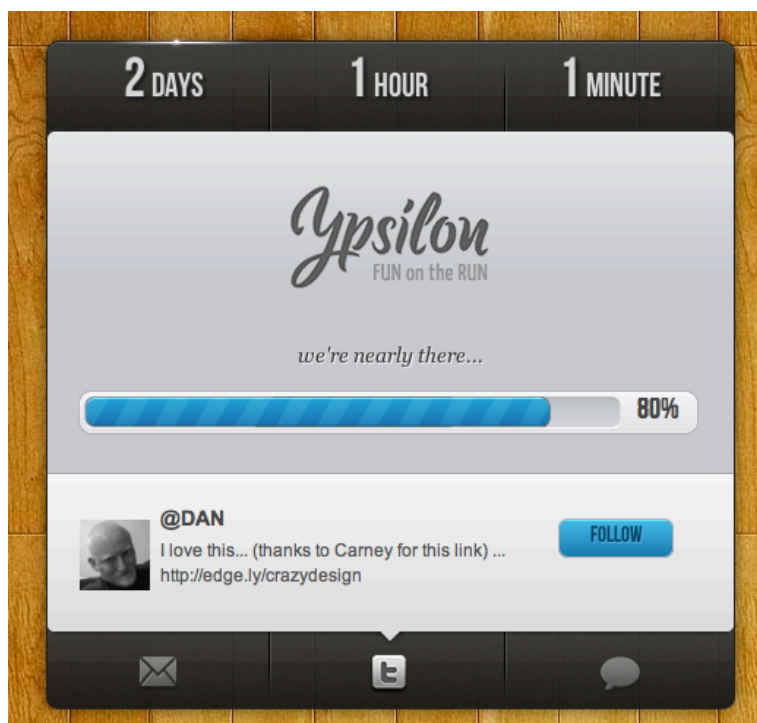 2 DAYS 1 HOUR 1 MINUTE
Ypsilon
FUN on the RUN
we're nearly there...
80%
@DAN
I love this... (thanks to Carney for this link) ...
http://edge.ly/crazydesign
FOLLOW
t